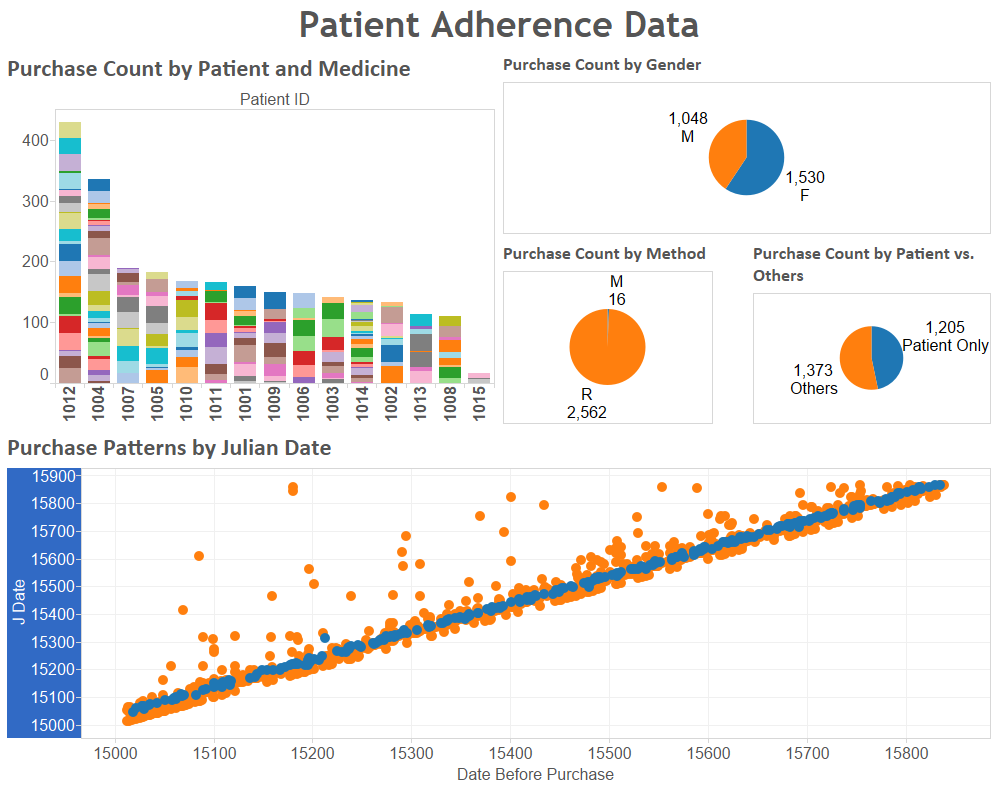 Patient Adherence Data
Purchase Count by Patient and Medicine
Patient ID
400
300
200
100
0
1012
1004
1007
1005
1010
1011
1001
1009
1006
1003
1014
1002
1013
1008
1015
Purchase Count by Gender
1,048
M
1,530
F
Purchase Count by Method
M
16
R
2,562
Purchase Count by Patient vs.
Others
1,205
Patient Only
1,373
Others
Purchase Patterns by Julian Date
J Date
15900
15800
15700
15600
15500
15400
15300
15200
15100
15000
15000
15100
15200
15300
15400
15500
15600
15700
15800
Date Before Purchase